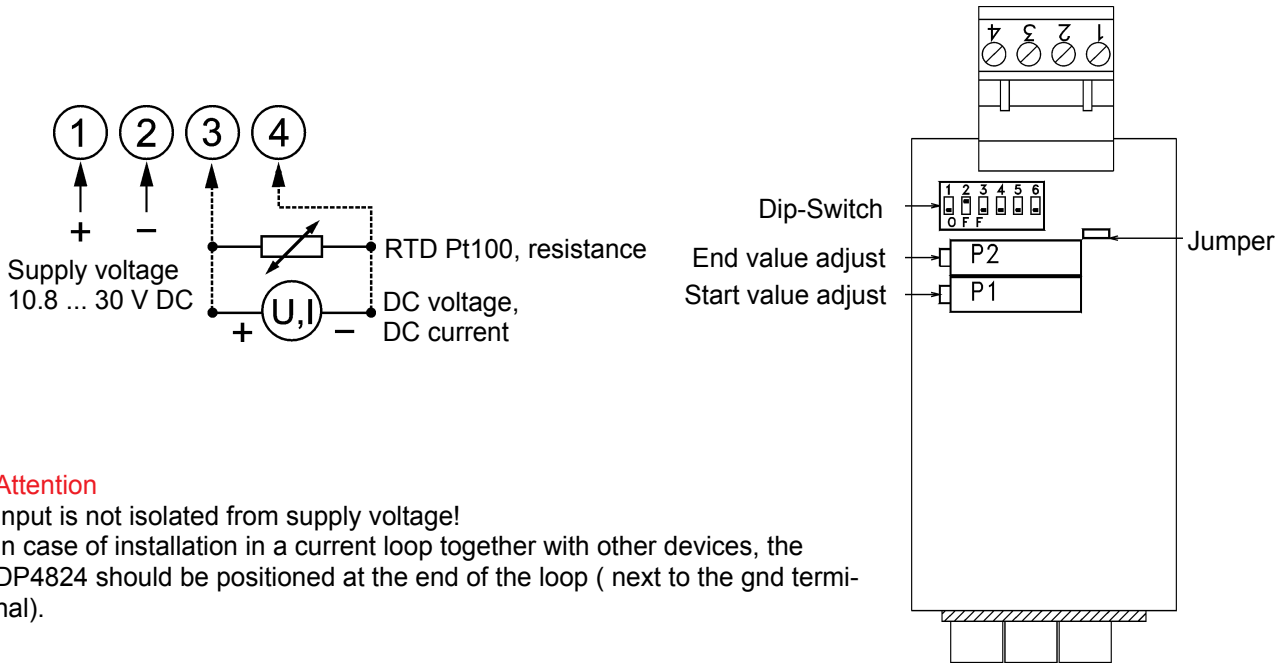 4 3 2 1
1 2 3 4
+ −
Supply voltage
10.8 ... 30 V DC
RTD Pt100, resistance
U,I
+ −
DC voltage,
DC current
Dip-Switch
1 2 3 4 5 6
OFF
End value adjust
P2
Jumper
Start value adjust
P1
Attention
nput is not isolated from supply voltage!
n case of installation in a current loop together with other devices, the
DP4824 should be positioned at the end of the loop ( next to the gnd termi-
nal).